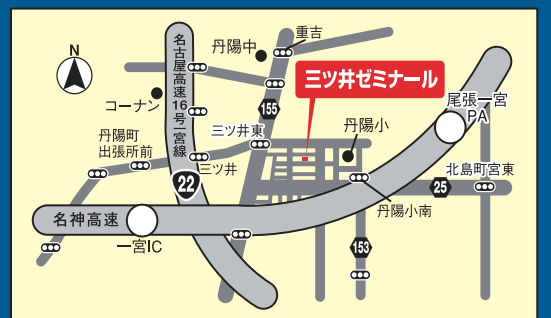 N
名古屋高速16号一宮線
丹陽中
重吉
コーナン
155
三ツ井ゼミナール
尾張一宮
PA
丹陽町
出張所前
三ツ井東
丹陽小
三ツ井
22
北島町宮東
25
名神高速
丹陽小南
一宮IC
153